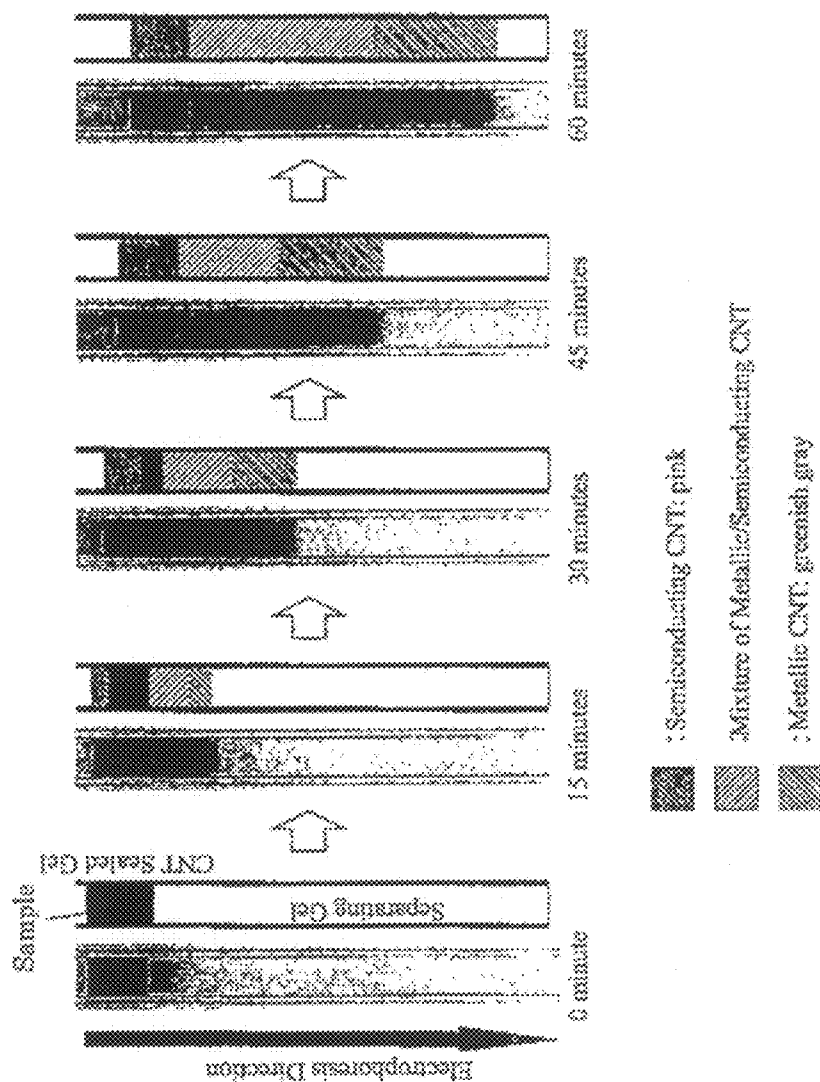 Sample
CNT Sealed Gel
Separating Gel
Electrophoresis Direction
0 minute
15 minutes
30 minutes
45 minutes
60 minutes
: Semiconducting CNT: pink
:Mixture of Metallic/Semiconducting CNT
: Metallic CNT: greenish gray